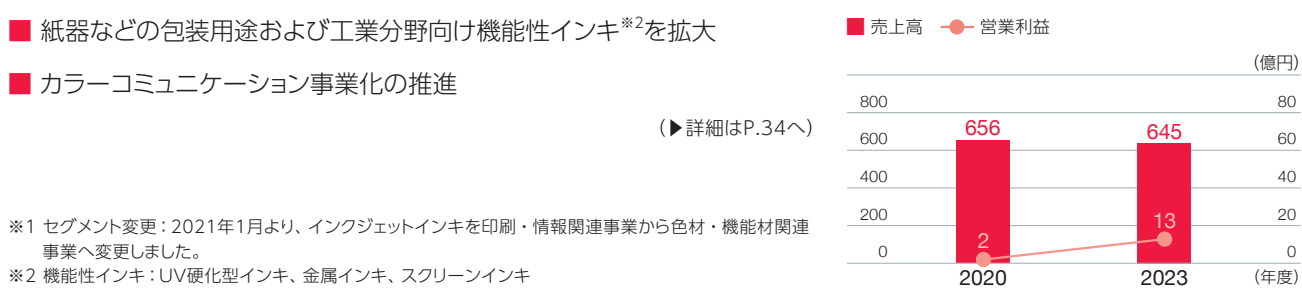 ■ 紙器などの包装用途および工業分野向け機能性インキ※2を拡大
■ カラーコミュニケーション事業化の推進
(▶詳細はP.34へ)
※1 セグメント変更：2021年1月より、インクジェットインキを印刷・情報関連事業から色材・機能材関連
事業へ変更しました。
※2 機能性インキ：UV硬化型インキ、金属インキ、スクリーンインキ
売上高 営業利益
(億円)
800 80
600 656 645 60
400 40
200 2 13 20
0 0
2020 2023 (年度)